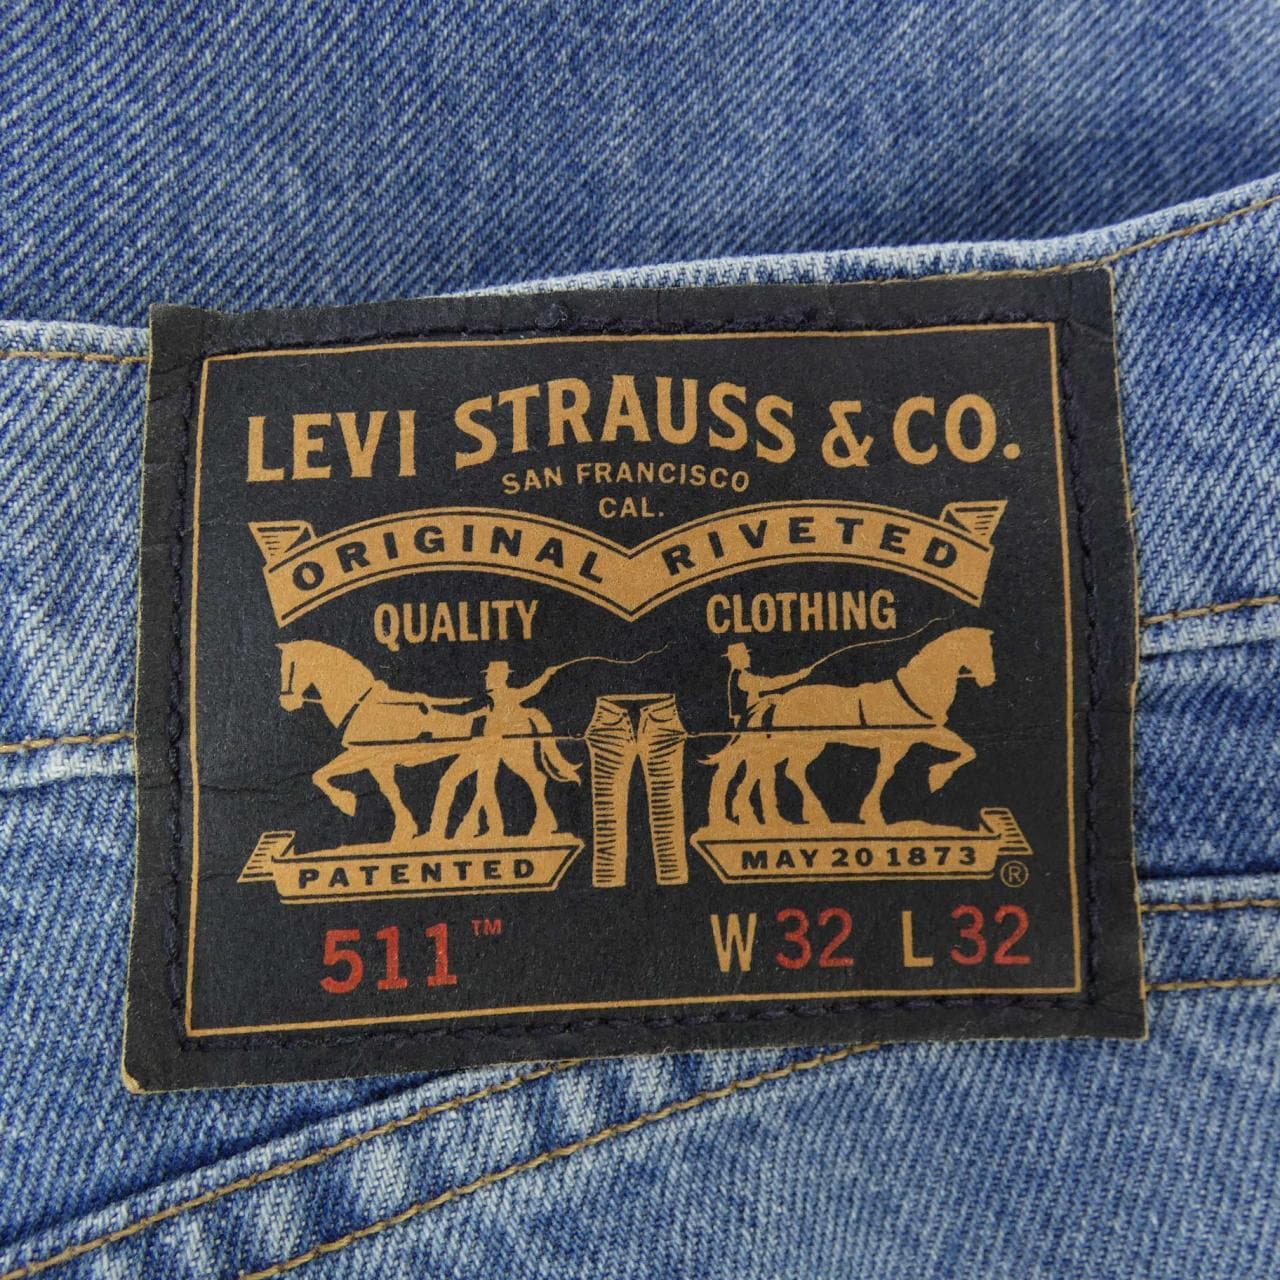 LEVI STRAUSS & CO.
SAN FRANCISCO
CAL.
ORIGINAL RIVETED
QUALITY CLOTHING
PATENTED MAY 20 1873 ®
511™ W 32 L 32